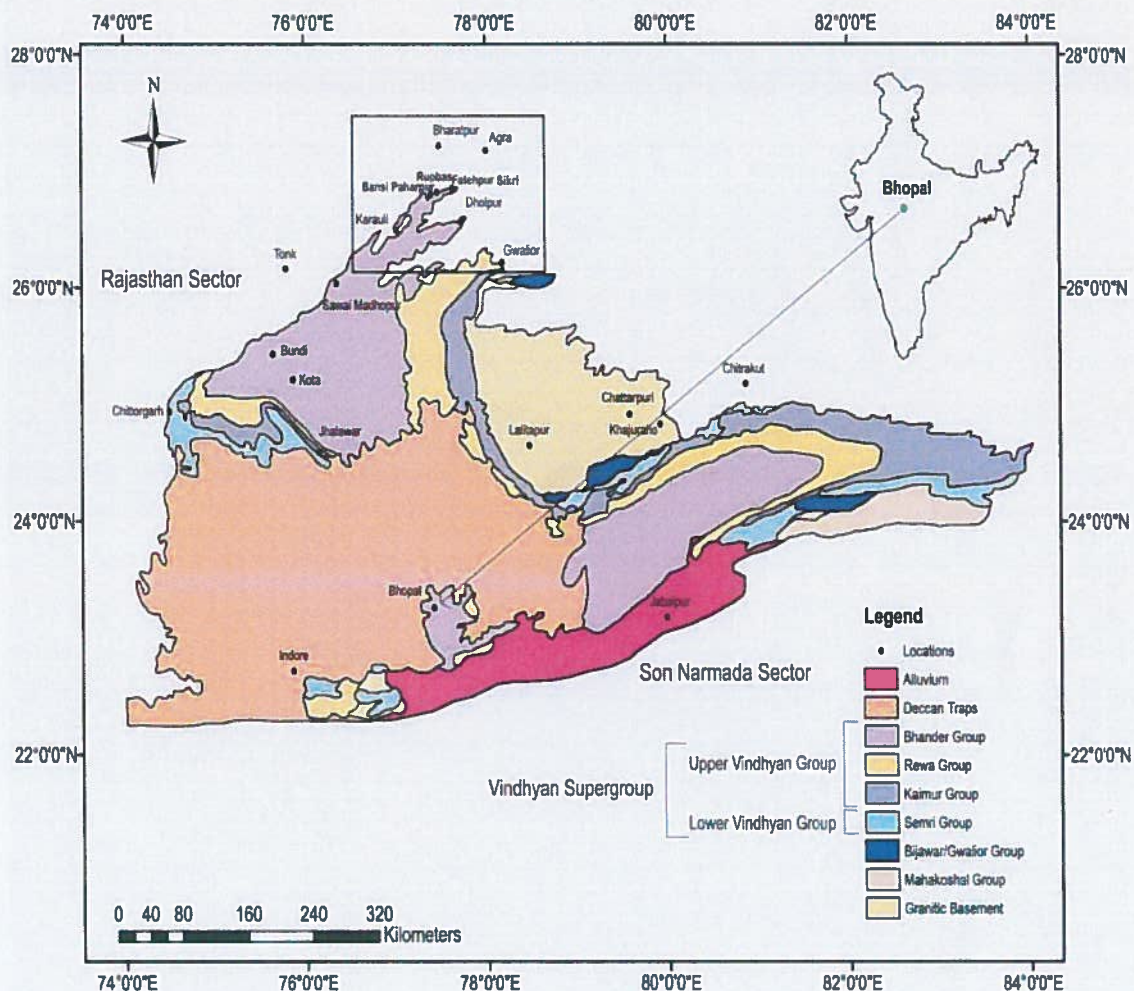 74°0'0"E 76°0'0"E 78°0'0"E 80°0'0"E 82°0'0"E 84°0'0"E
28°0'0"N 28°0'0"N
N
Bharatpur
Agra
Rupbas
Fatehpur Sikri
Bansi Paharpur
Dholpur
Karauli
Bhopal
Tonk
Gwalior
Rajasthan Sector
26°0'0"N 26°0'0"N
Sawai Madhopur
Bundi
Kota
Chitrakut
Chittorgarh
Chattarpuri
Khajuraho
Jhalawar
Lalitpur
24°0'0"N 24°0'0"N
Bhopal
Jabalpur
Indore
Son Narmada Sector
Legend
Locations
Alluvium
Deccan Traps
Bhander Group
22°0'0"N 22°0'0"N
Upper Vindhyan Group
Rewa Group
Vindhyan Supergroup
Kaimur Group
Lower Vindhyan Group
Semri Group
Bijawar/Gwalior Group
Mahakoshal Group
Granitic Basement
0 40 80 160 240 320
Kilometers
74°0'0"E 76°0'0"E 78°0'0"E 80°0'0"E 82°0'0"E 84°0'0"E